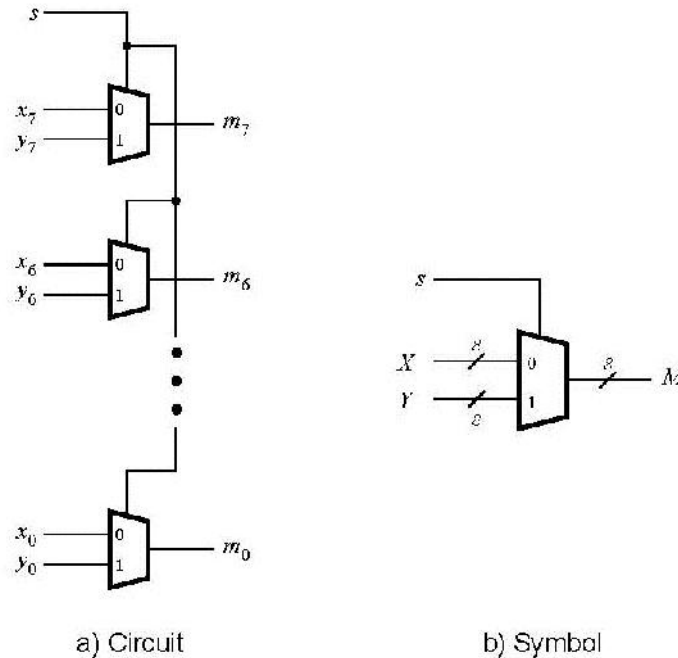 s
x₇ 0
y₇ 1
m₇
x₆ 0
y₆ 1
m₆
x₀ 0
y₀ 1
m₀
a) Circuit
s
X 8 0
Y 8 1
8 M
b) Symbol